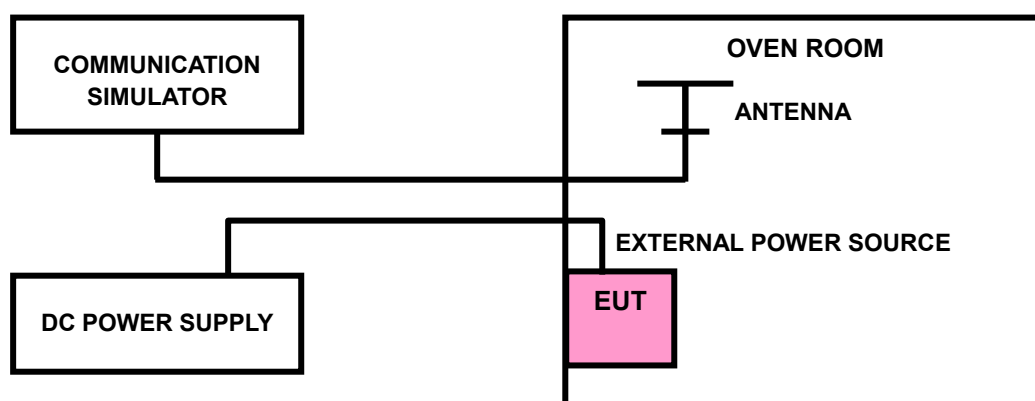 COMMUNICATION
SIMULATOR
OVEN ROOM
ANTENNA
EXTERNAL POWER SOURCE
DC POWER SUPPLY
EUT